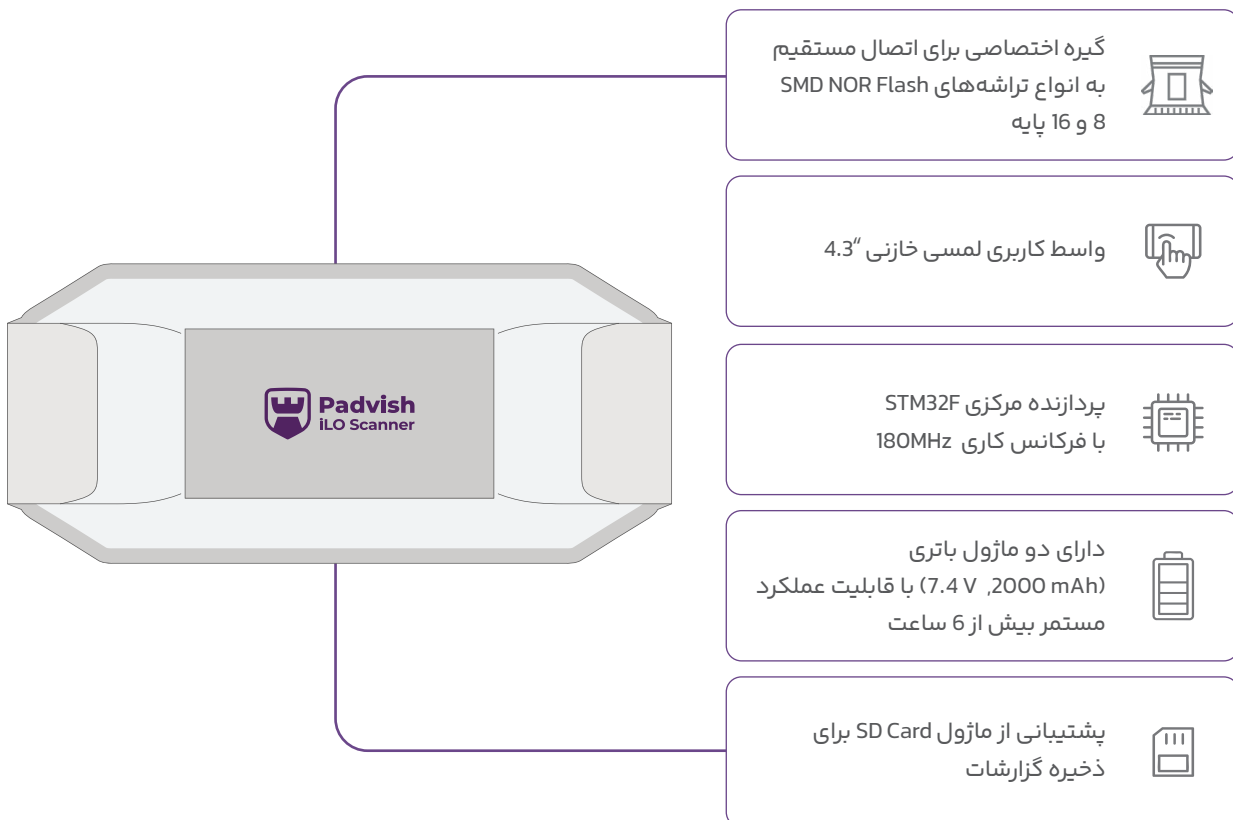 گیره اختصاصی برای اتصال مستقیم
به انواع تراشه‌های SMD NOR Flash
8 و 16 پایه
واسط کاربری لمسی خازنی “4.3
پردازنده مرکزی STM32F
با فرکانس کاری 180MHz
دارای دو ماژول باتری
(7.4 V ,2000 mAh) با قابلیت عملکرد
مستمر بیش از 6 ساعت
پشتیبانی از ماژول SD Card برای
ذخیره گزارشات
Padvish
iLO Scanner